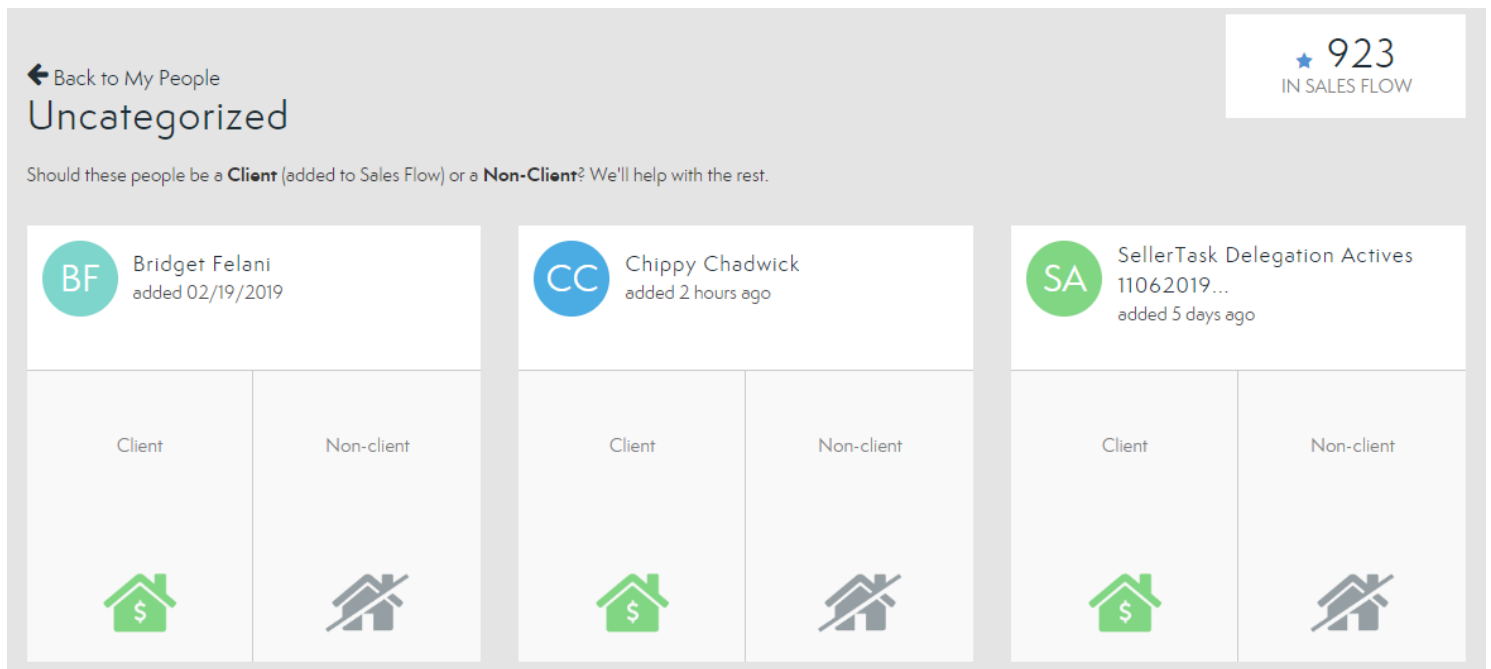 923
IN SALES FLOW
Back to My People
Uncategorized
Should these people be a Client (added to Sales Flow) or a Non-Client? We'll help with the rest.
BF
Bridget Felani
added 02/19/2019
Client
Non-client
$
CC
Chippy Chadwick
added 2 hours ago
Client
Non-client
$
SA
SellerTask Delegation Actives
11062019...
added 5 days ago
Client
Non-client
$